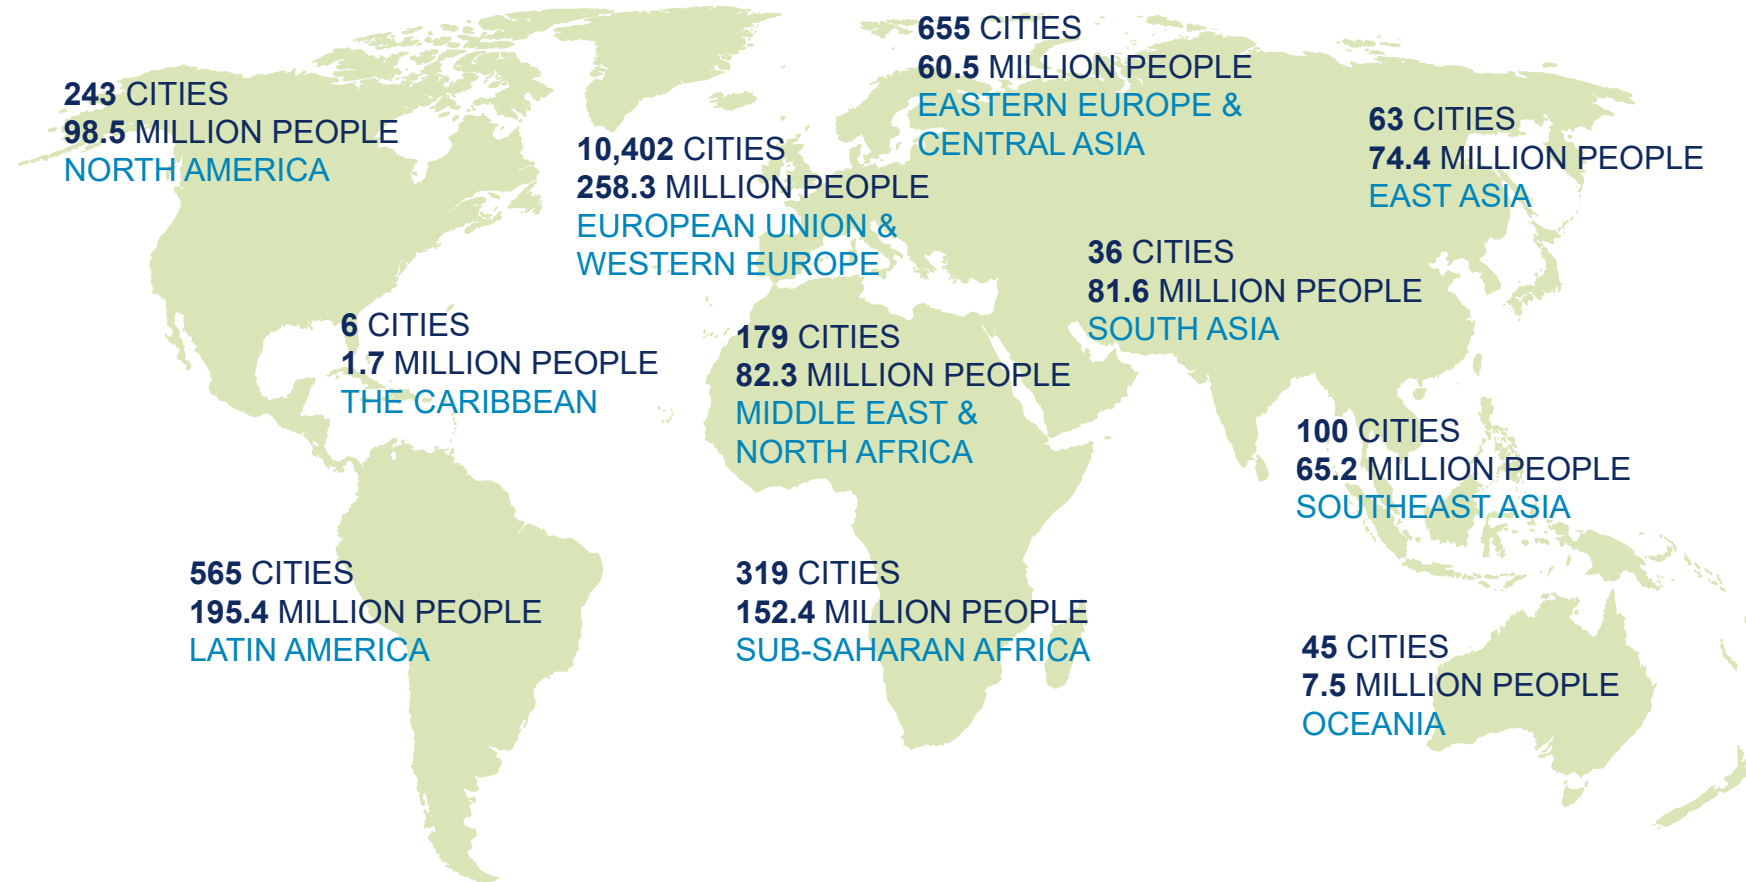 655 CITIES
60.5 MILLION PEOPLE
EASTERN EUROPE &
CENTRAL ASIA
243 CITIES
98.5 MILLION PEOPLE
NORTH AMERICA
10,402 CITIES
258.3 MILLION PEOPLE
EUROPEAN UNION &
WESTERN EUROPE
63 CITIES
74.4 MILLION PEOPLE
EAST ASIA
36 CITIES
81.6 MILLION PEOPLE
SOUTH ASIA
6 CITIES
1.7 MILLION PEOPLE
THE CARIBBEAN
179 CITIES
82.3 MILLION PEOPLE
MIDDLE EAST &
NORTH AFRICA
100 CITIES
65.2 MILLION PEOPLE
SOUTHEAST ASIA
565 CITIES
195.4 MILLION PEOPLE
LATIN AMERICA
319 CITIES
152.4 MILLION PEOPLE
SUB-SAHARAN AFRICA
45 CITIES
7.5 MILLION PEOPLE
OCEANIA